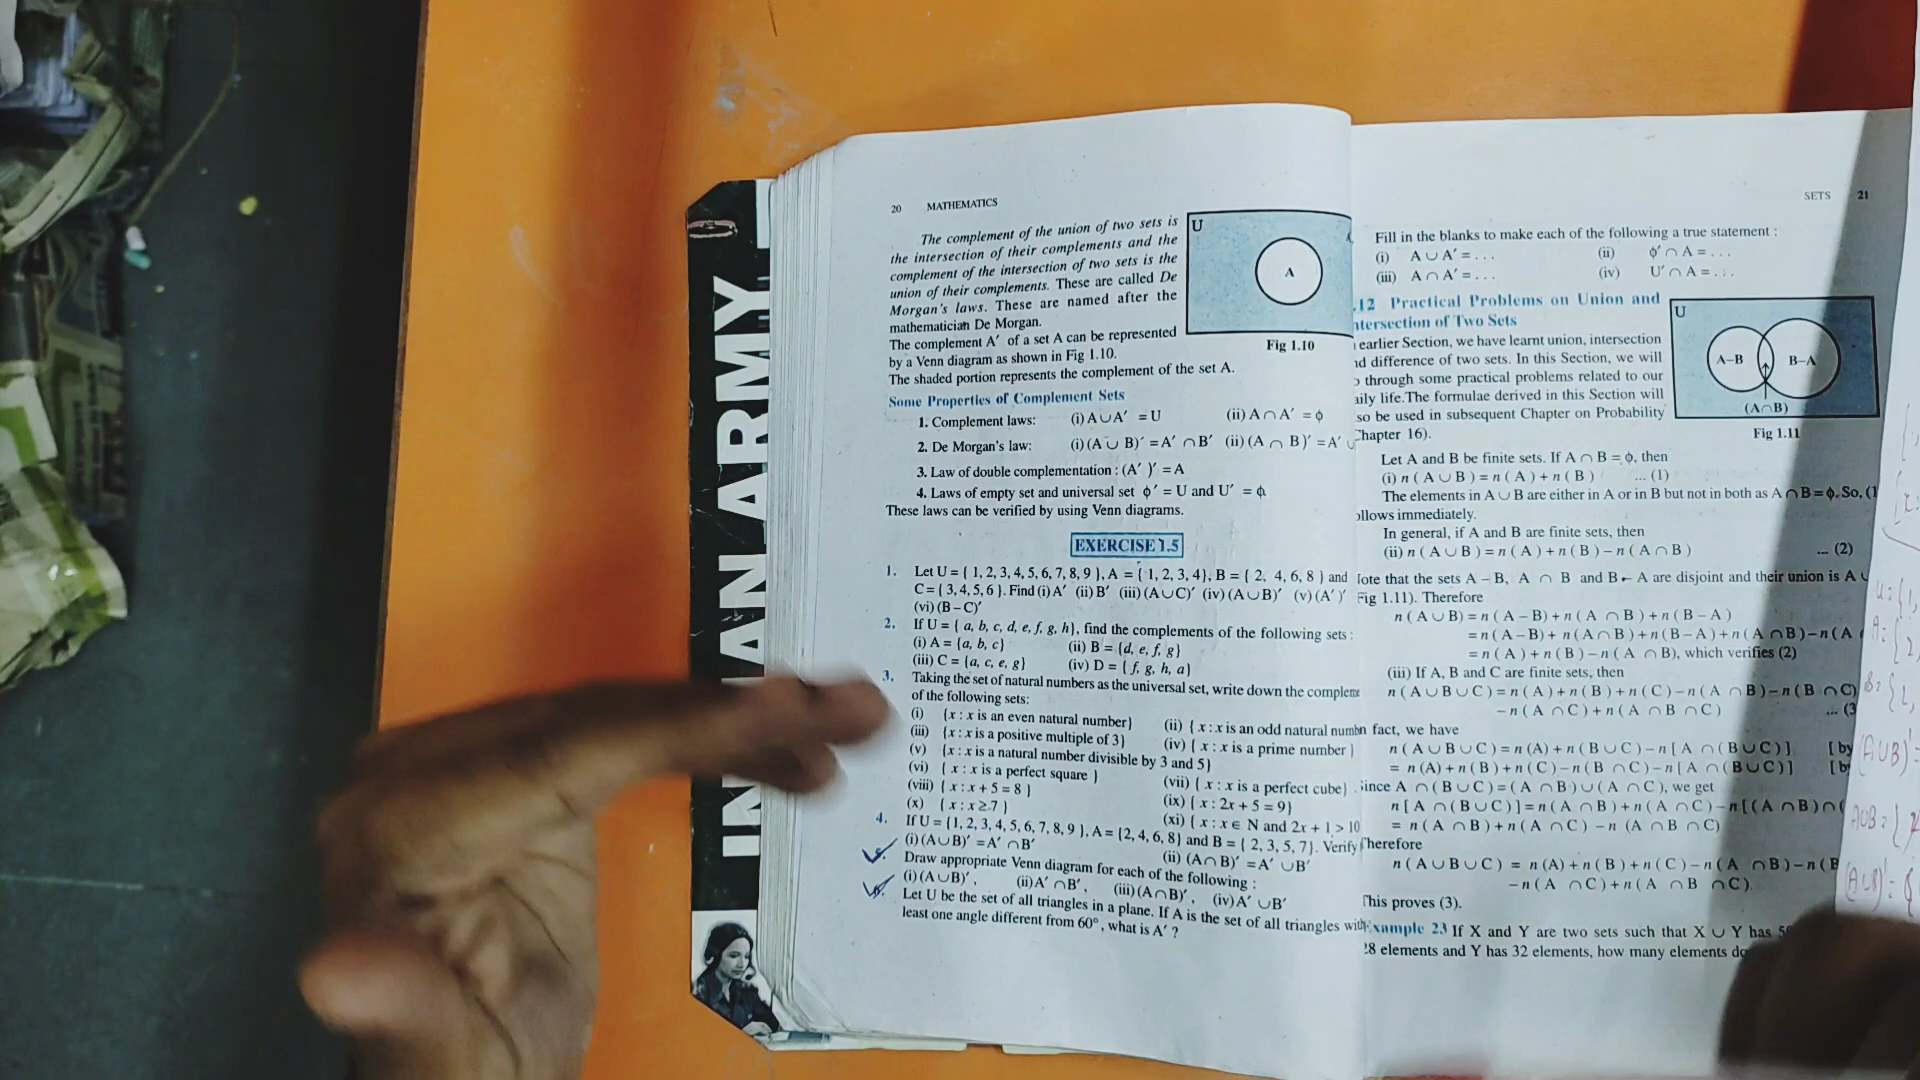 INDIAN ARMY
20 MATHEMATICS
The complement of the union of two sets is
the intersection of their complements and the
complement of the intersection of two sets is the
union of their complements. These are called De
Morgan's laws. These are named after the
mathematician De Morgan.
The complement A′ of a set A can be represented
by a Venn diagram as shown in Fig 1.10.
The shaded portion represents the complement of the set A.
U
A
Fig 1.10
Some Properties of Complement Sets
1. Complement laws: (i) A ∪ A′ = U (ii) A ∩ A′ = ϕ
2. De Morgan's law: (i) (A ∪ B)′ = A′ ∩ B′ (ii) (A ∩ B)′ = A′ ∪
3. Law of double complementation : (A′ )′ = A
4. Laws of empty set and universal set ϕ′ = U and U′ = ϕ.
These laws can be verified by using Venn diagrams.
EXERCISE 1.5
1. Let U = { 1, 2, 3, 4, 5, 6, 7, 8, 9 }, A = { 1, 2, 3, 4}, B = { 2, 4, 6, 8 } and
C = { 3, 4, 5, 6 }. Find (i) A′ (ii) B′ (iii) (A ∪ C)′ (iv) (A ∪ B)′ (v) (A′ )′
(vi) (B – C)′
2. If U = { a, b, c, d, e, f, g, h}, find the complements of the following sets :
(i) A = {a, b, c} (ii) B = {d, e, f, g}
(iii) C = {a, c, e, g} (iv) D = { f, g, h, a}
3. Taking the set of natural numbers as the universal set, write down the complem
of the following sets:
(i) {x : x is an even natural number} (ii) { x : x is an odd natural numb
(iii) {x : x is a positive multiple of 3} (iv) { x : x is a prime number }
(v) {x : x is a natural number divisible by 3 and 5}
(vi) { x : x is a perfect square } (vii) { x : x is a perfect cube}
(viii) { x : x + 5 = 8 } (ix) { x : 2x + 5 = 9}
(x) { x : x ≥ 7 } (xi) { x : x ∈ N and 2x + 1 > 10
4. If U = {1, 2, 3, 4, 5, 6, 7, 8, 9 }, A = {2, 4, 6, 8} and B = { 2, 3, 5, 7}. Verify
(i) (A ∪ B)′ = A′ ∩ B′ (ii) (A ∩ B)′ = A′ ∪ B′
Draw appropriate Venn diagram for each of the following :
(i) (A ∪ B)′, (ii) A′ ∩ B′, (iii) (A ∩ B)′, (iv) A′ ∪ B′
Let U be the set of all triangles in a plane. If A is the set of all triangles with
least one angle different from 60°, what is A′ ?
SETS 21
Fill in the blanks to make each of the following a true statement :
(i) A ∪ A′ = . . . (ii) ϕ′ ∩ A = . . .
(iii) A ∩ A′ = . . . (iv) U′ ∩ A = . . .
.12 Practical Problems on Union and
ntersection of Two Sets
earlier Section, we have learnt union, intersection
nd difference of two sets. In this Section, we will
o through some practical problems related to our
aily life. The formulae derived in this Section will
so be used in subsequent Chapter on Probability
Chapter 16).
U
A–B
B–A
(A∩B)
Fig 1.11
Let A and B be finite sets. If A ∩ B = ϕ, then
(i) n ( A ∪ B ) = n ( A ) + n ( B ) ... (1)
The elements in A ∪ B are either in A or in B but not in both as A ∩ B = ϕ. So, (1
ollows immediately.
In general, if A and B are finite sets, then
(ii) n ( A ∪ B ) = n ( A ) + n ( B ) – n ( A ∩ B ) ... (2)
Note that the sets A – B, A ∩ B and B – A are disjoint and their union is A ∪
Fig 1.11). Therefore
n ( A ∪ B) = n ( A – B) + n ( A ∩ B ) + n ( B – A )
= n ( A – B) + n ( A ∩ B ) + n ( B – A ) + n ( A ∩ B ) – n ( A
= n ( A ) + n ( B ) – n ( A ∩ B), which verifies (2)
(iii) If A, B and C are finite sets, then
n ( A ∪ B ∪ C ) = n ( A ) + n ( B ) + n ( C ) – n ( A ∩ B ) – n ( B ∩ C)
– n ( A ∩ C ) + n ( A ∩ B ∩ C ) ... (3
n fact, we have
n ( A ∪ B ∪ C ) = n (A) + n ( B ∪ C ) – n [ A ∩ ( B ∪ C ) ] [ by
= n (A) + n ( B ) + n ( C ) – n ( B ∩ C ) – n [ A ∩ ( B ∪ C ) ] [ b
Since A ∩ ( B ∪ C ) = ( A ∩ B ) ∪ ( A ∩ C ), we get
n [ A ∩ ( B ∪ C ) ] = n ( A ∩ B ) + n ( A ∩ C ) – n [ ( A ∩ B ) ∩ (
= n ( A ∩ B ) + n ( A ∩ C ) – n (A ∩ B ∩ C)
Therefore
n ( A ∪ B ∪ C ) = n (A) + n ( B ) + n ( C ) – n ( A ∩ B ) – n ( B
– n ( A ∩ C ) + n ( A ∩ B ∩ C ).
This proves (3).
Example 23 If X and Y are two sets such that X ∪ Y has 5
28 elements and Y has 32 elements, how many elements do
U = {1,
A = {
2,
B = {
(A∪B)′ =
A∪B = {
(A∪B)′ = {